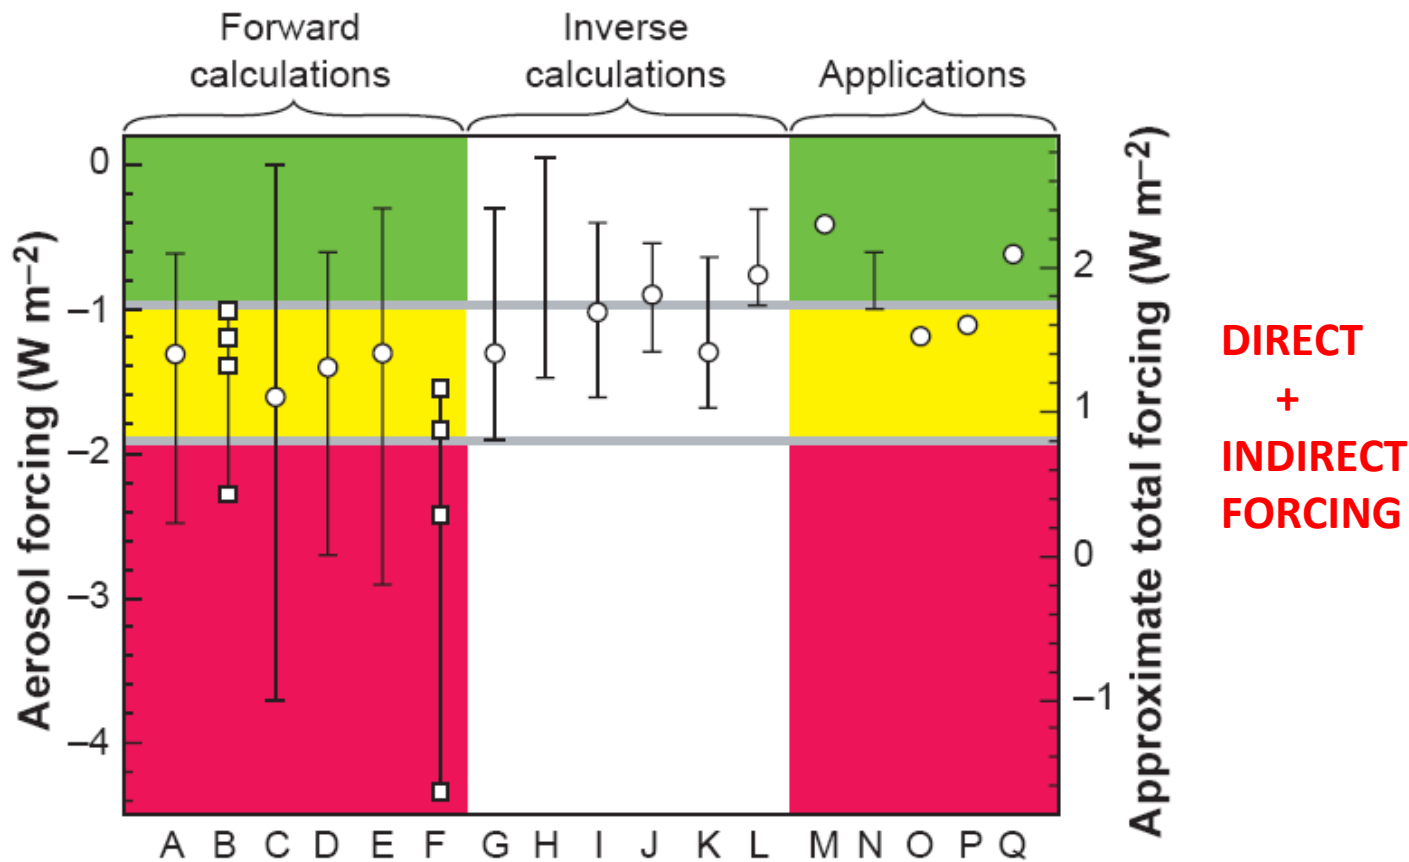 Forward
calculations
Inverse
calculations
Applications
Aerosol forcing (W m–2)
0
–1
–2
–3
–4
2
1
0
–1
Approximate total forcing (W m–2)
DIRECT
+
INDIRECT
FORCING
A B C D E F G H I J K L M N O P Q